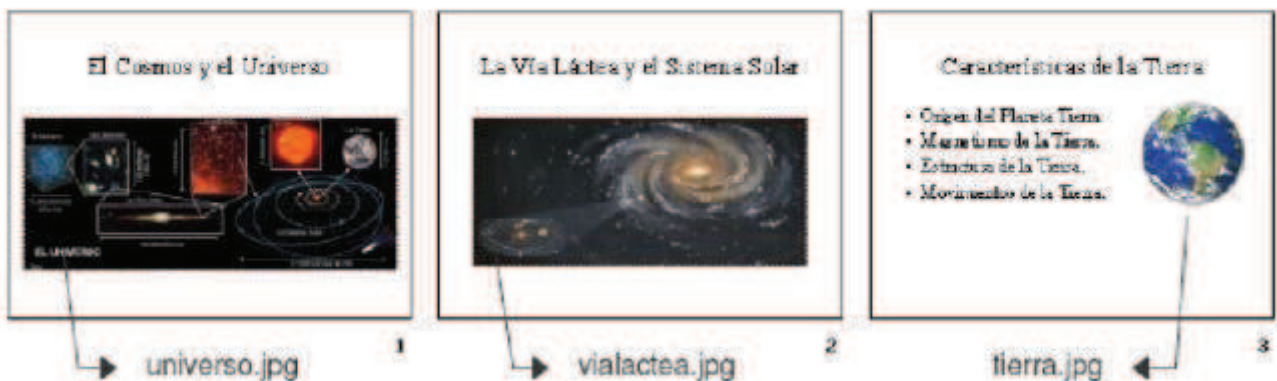 El Cosmos y el Universo
EL UNIVERSO
1
universo.jpg
La Vía Láctea y el Sistema Solar
2
vialactea.jpg
Características de la Tierra
• Origen del Planeta Tierra
• Magnetismo de la Tierra.
• Estructura de la Tierra.
• Movimientos de la Tierra.
3
tierra.jpg